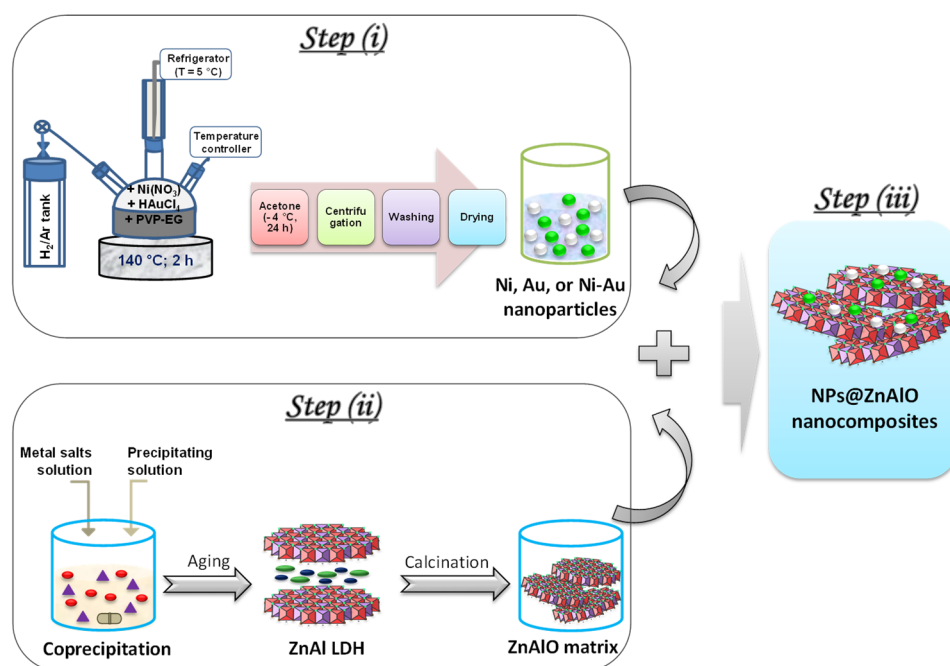 Step (i)
Refrigerator
(T = 5 °C)
Temperature
controller
H2/Ar tank
+ Ni(NO3)
+ HAuCl4
+ PVP-EG
140 °C; 2 h
Acetone
(- 4 °C,
24 h)
Centrifu
gation
Washing
Drying
Ni, Au, or Ni-Au
nanoparticles
Step (ii)
Metal salts
solution
Precipitating
solution
Coprecipitation
Aging
ZnAl LDH
Calcination
ZnAlO matrix
Step (iii)
NPs@ZnAlO
nanocomposites